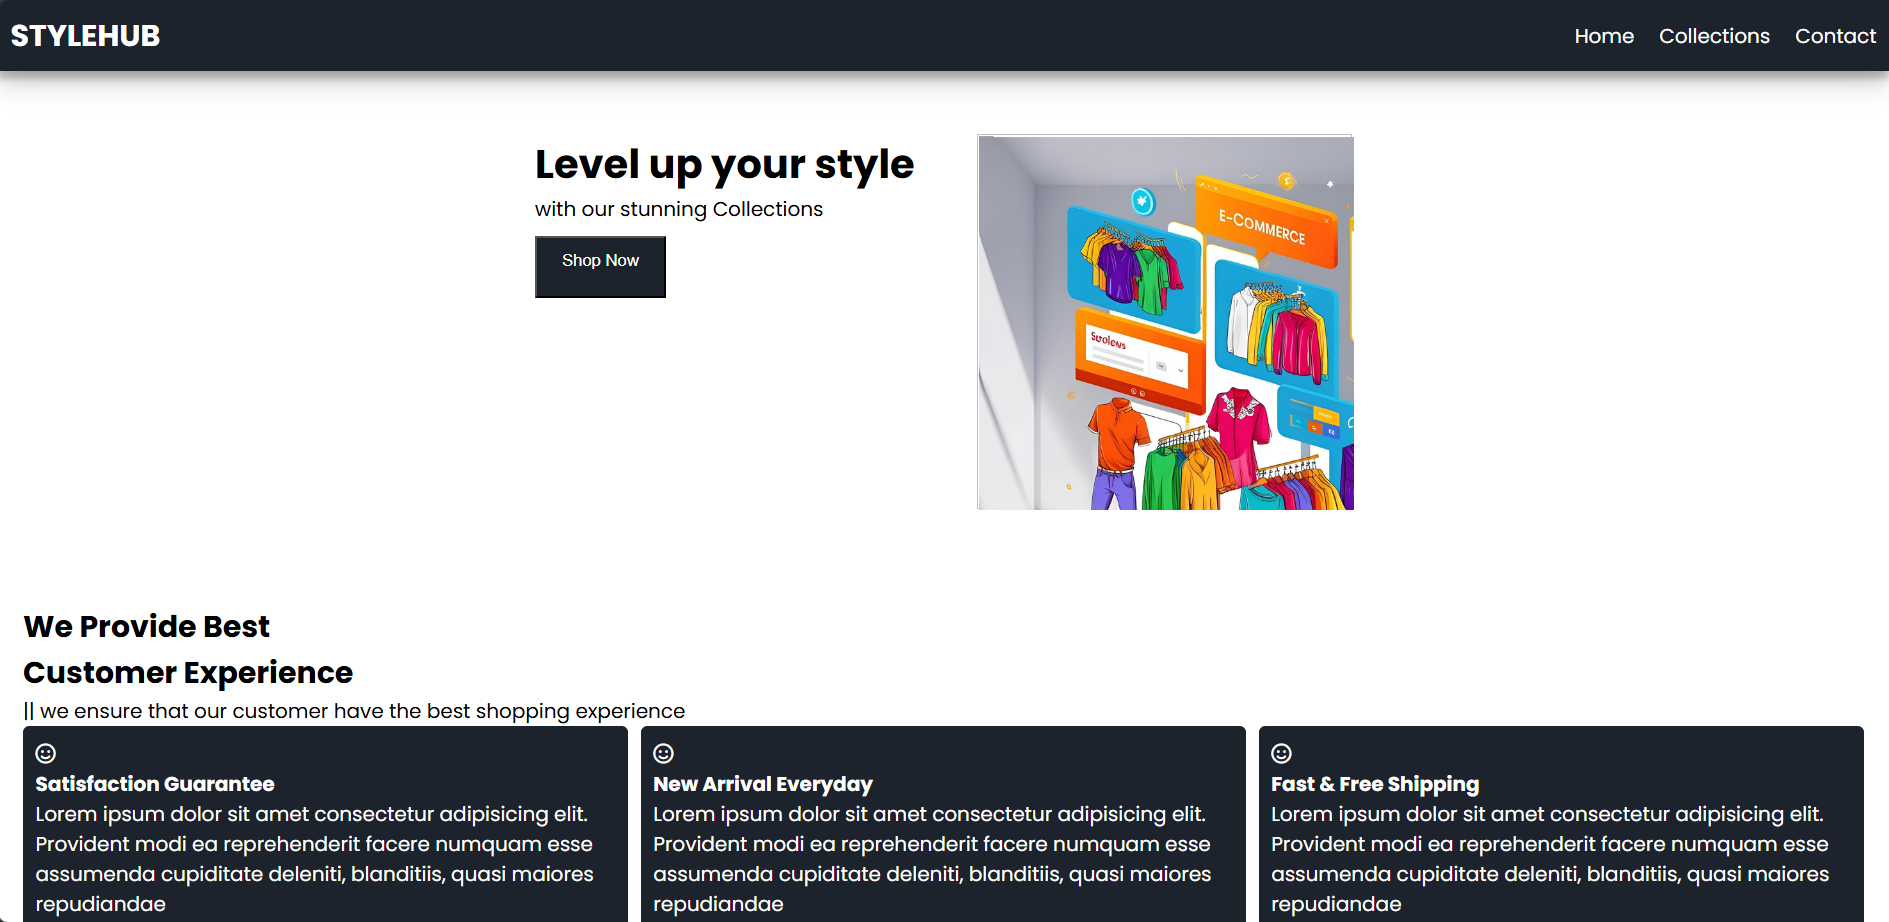 STYLEHUB
Home Collections Contact
Level up your style
with our stunning Collections
Shop Now
E-COMMERCE
We Provide Best
Customer Experience
|| we ensure that our customer have the best shopping experience
Satisfaction Guarantee
Lorem ipsum dolor sit amet consectetur adipisicing elit.
Provident modi ea reprehenderit facere numquam esse
assumenda cupiditate deleniti, blanditiis, quasi maiores
repudiandae
New Arrival Everyday
Lorem ipsum dolor sit amet consectetur adipisicing elit.
Provident modi ea reprehenderit facere numquam esse
assumenda cupiditate deleniti, blanditiis, quasi maiores
repudiandae
Fast & Free Shipping
Lorem ipsum dolor sit amet consectetur adipisicing elit.
Provident modi ea reprehenderit facere numquam esse
assumenda cupiditate deleniti, blanditiis, quasi maiores
repudiandae